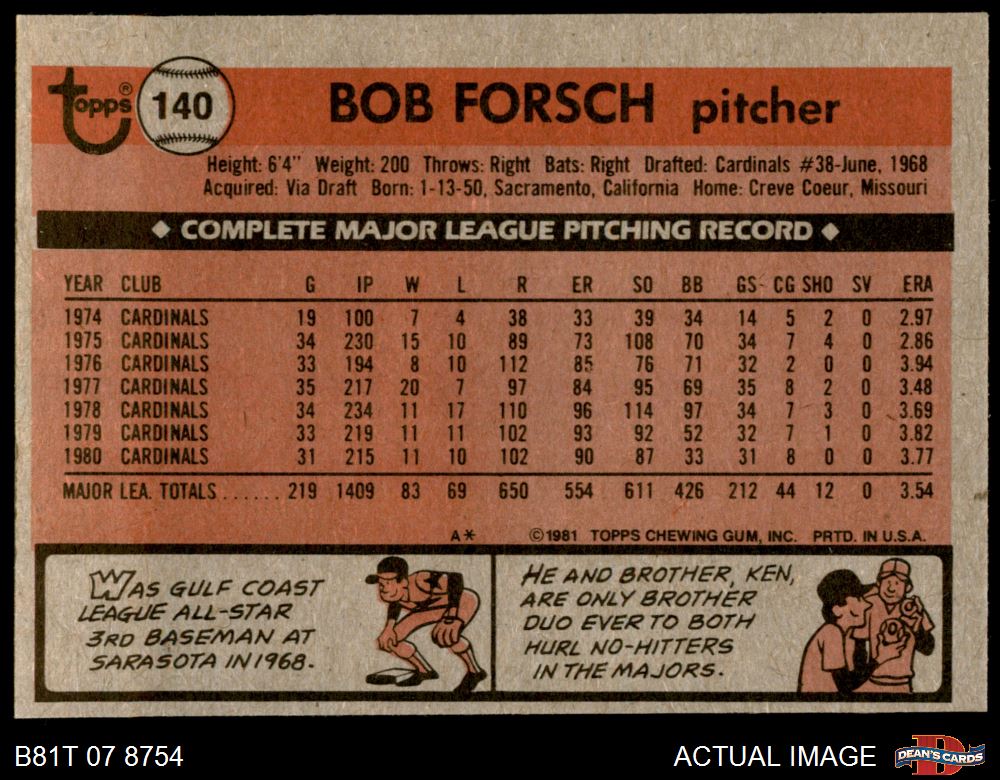 topps® 140 BOB FORSCH pitcher
Height: 6'4" Weight: 200 Throws: Right Bats: Right Drafted: Cardinals #38-June, 1968
Acquired: Via Draft Born: 1-13-50, Sacramento, California Home: Creve Coeur, Missouri
◆ COMPLETE MAJOR LEAGUE PITCHING RECORD ◆
YEAR CLUB G IP W L R ER SO BB GS CG SHO SV ERA
1974 CARDINALS 19 100 7 4 38 33 39 34 14 5 2 0 2.97
1975 CARDINALS 34 230 15 10 89 73 108 70 34 7 4 0 2.86
1976 CARDINALS 33 194 8 10 112 85 76 71 32 2 0 0 3.94
1977 CARDINALS 35 217 20 7 97 84 95 69 35 8 2 0 3.48
1978 CARDINALS 34 234 11 17 110 96 114 97 34 7 3 0 3.69
1979 CARDINALS 33 219 11 11 102 93 92 52 32 7 1 0 3.82
1980 CARDINALS 31 215 11 10 102 90 87 33 31 8 0 0 3.77
MAJOR LEA. TOTALS ...... 219 1409 83 69 650 554 611 426 212 44 12 0 3.54
A* ©1981 TOPPS CHEWING GUM, INC. PRTD. IN U.S.A.
WAS GULF COAST
LEAGUE ALL-STAR
3RD BASEMAN AT
SARASOTA IN 1968.
HE AND BROTHER, KEN,
ARE ONLY BROTHER
DUO EVER TO BOTH
HURL NO-HITTERS
IN THE MAJORS.
B81T 07 8754 ACTUAL IMAGE DEAN'S CARDS